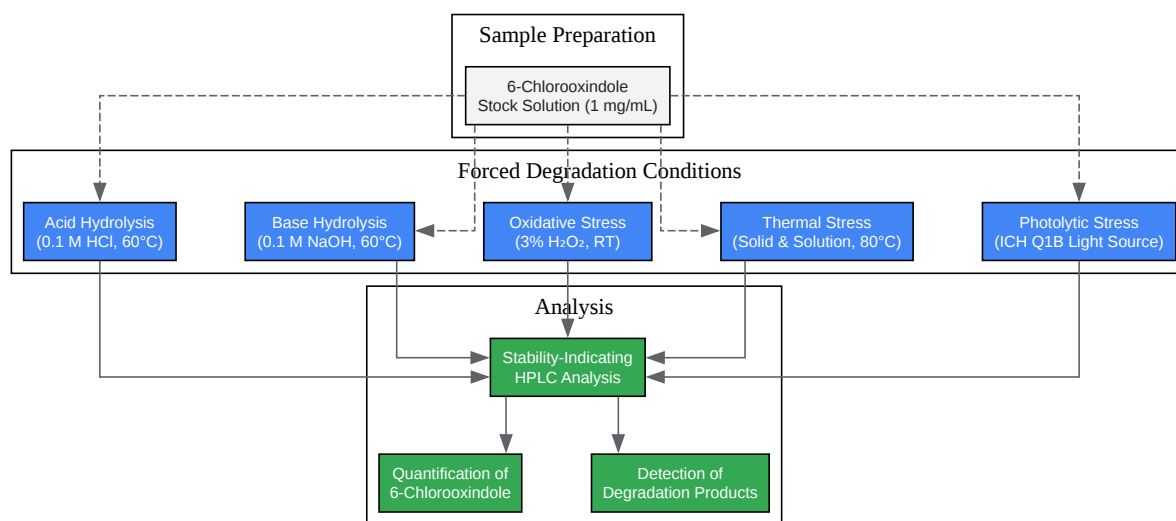 Sample Preparation
6-Chlorooxindole
Stock Solution (1 mg/mL)
Forced Degradation Conditions
Acid Hydrolysis
(0.1 M HCl, 60°C)
Base Hydrolysis
(0.1 M NaOH, 60°C)
Oxidative Stress
(3% H₂O₂, RT)
Thermal Stress
(Solid & Solution, 80°C)
Photolytic Stress
(ICH Q1B Light Source)
Analysis
Stability-Indicating
HPLC Analysis
Quantification of
6-Chlorooxindole
Detection of
Degradation Products